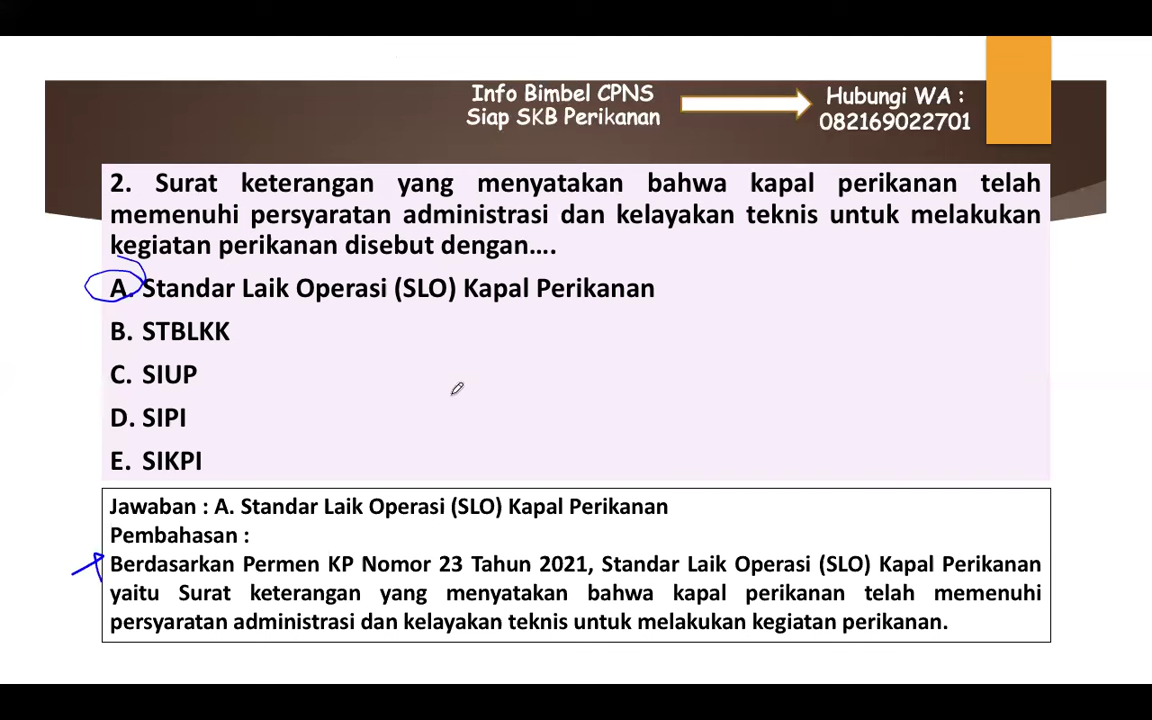 Info Bimbel CPNS
Siap SKB Perikanan
Hubungi WA :
082169022701
2. Surat keterangan yang menyatakan bahwa kapal perikanan telah
memenuhi persyaratan administrasi dan kelayakan teknis untuk melakukan
kegiatan perikanan disebut dengan....
A. Standar Laik Operasi (SLO) Kapal Perikanan
B. STBLKK
C. SIUP
D. SIPI
E. SIKPI
Jawaban : A. Standar Laik Operasi (SLO) Kapal Perikanan
Pembahasan :
Berdasarkan Permen KP Nomor 23 Tahun 2021, Standar Laik Operasi (SLO) Kapal Perikanan
yaitu Surat keterangan yang menyatakan bahwa kapal perikanan telah memenuhi
persyaratan administrasi dan kelayakan teknis untuk melakukan kegiatan perikanan.